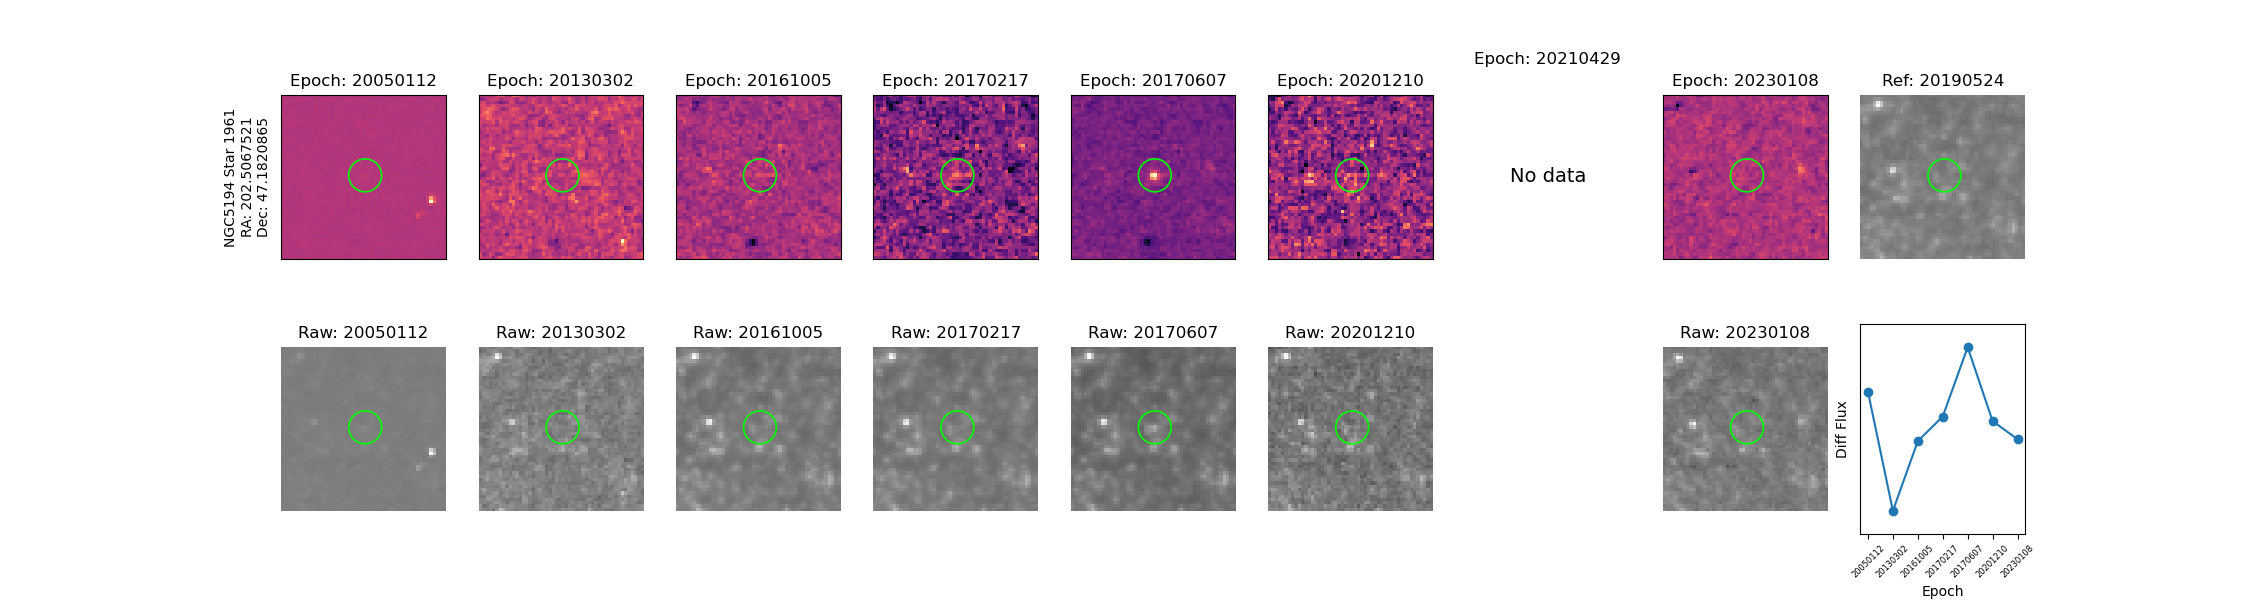 Epoch: 20210429
Epoch: 20050112
Epoch: 20130302
Epoch: 20161005
Epoch: 20170217
Epoch: 20170607
Epoch: 20201210
Epoch: 20230108
Ref: 20190524
NGC5194 Star 1961
RA: 202.5067521
Dec: 47.1820865
No data
Raw: 20050112
Raw: 20130302
Raw: 20161005
Raw: 20170217
Raw: 20170607
Raw: 20201210
Raw: 20230108
Diff Flux
20050112
20130302
20161005
20170217
20170607
20201210
20230108
Epoch